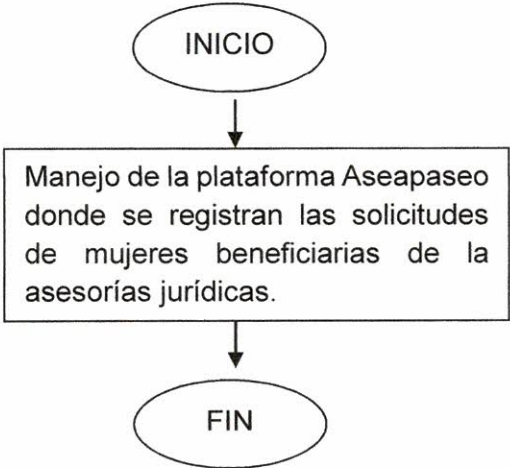 INICIO
Manejo de la plataforma Aseapaseo
donde se registran las solicitudes
de mujeres beneficiarias de la
asesorías jurídicas.
FIN